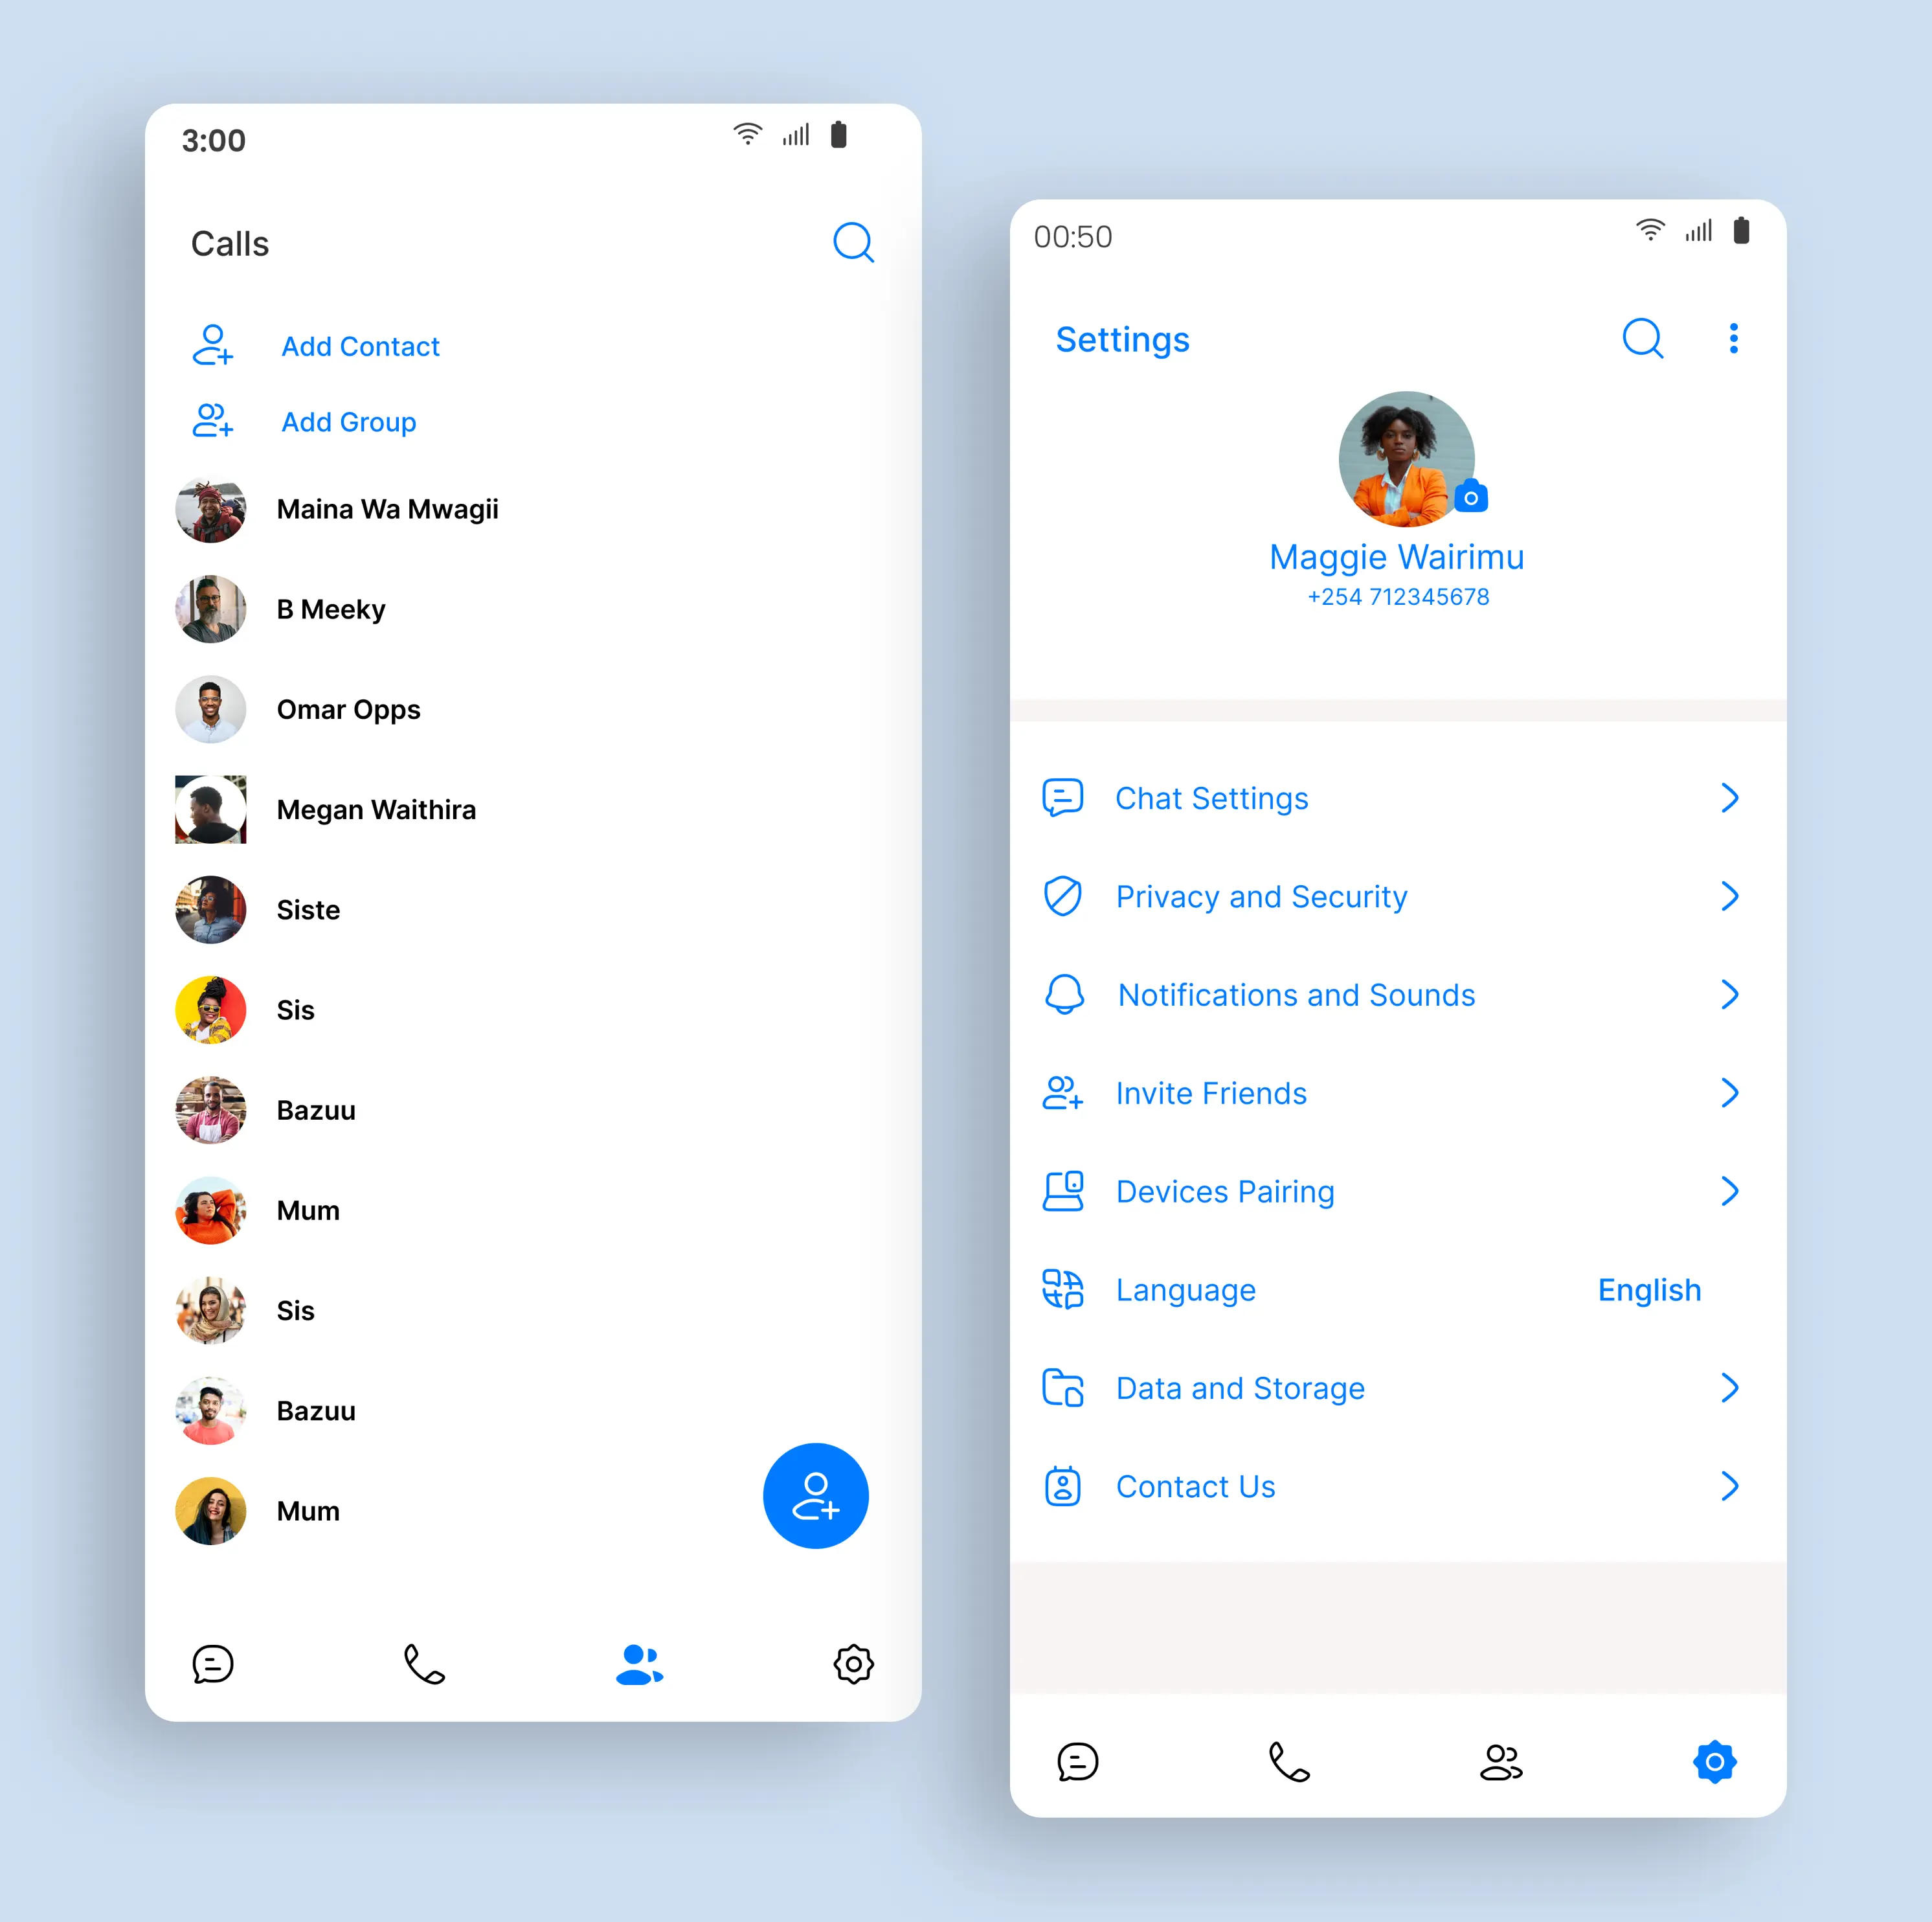 3:00
Calls
Add Contact
Add Group
Maina Wa Mwagii
B Meeky
Omar Opps
Megan Waithira
Siste
Sis
Bazuu
Mum
Sis
Bazuu
Mum
00:50
Settings
Maggie Wairimu
+254 712345678
Chat Settings
Privacy and Security
Notifications and Sounds
Invite Friends
Devices Pairing
Language English
Data and Storage
Contact Us